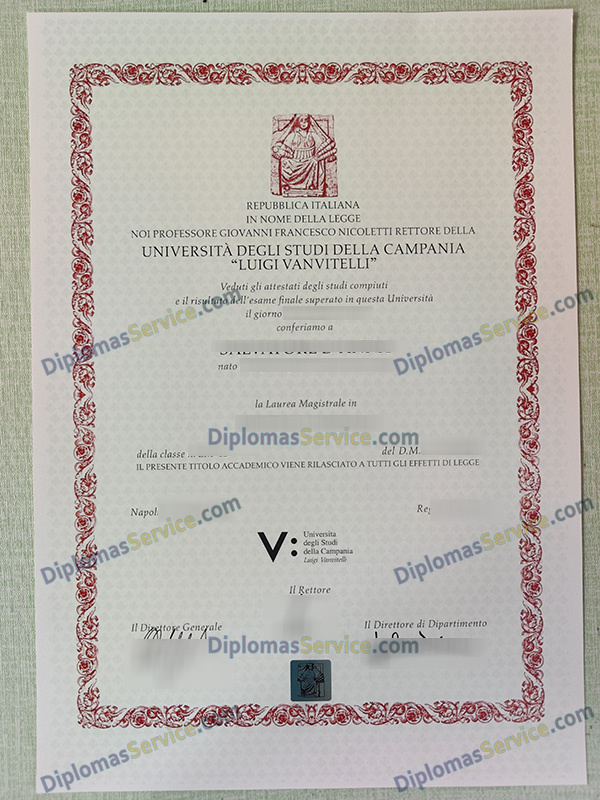 REPUBBLICA ITALIANA
IN NOME DELLA LEGGE
NOI PROFESSORE GIOVANNI FRANCESCO NICOLETTI RETTORE DELLA
UNIVERSITÀ DEGLI STUDI DELLA CAMPANIA
“LUIGI VANVITELLI”
Veduti gli attestati degli studi compiuti
e il risultato dell'esame finale superato in questa Università
il giorno
conferiamo a
SALVATORE
nato
la Laurea Magistrale in
della classe
del D.M.
IL PRESENTE TITOLO ACCADEMICO VIENE RILASCIATO A TUTTI GLI EFFETTI DI LEGGE
V:
Università
degli Studi
della Campania
Luigi Vanvitelli
Il Rettore
Il Direttore Generale
Il Direttore di Dipartimento
DiplomasService.com
DiplomasService.com
DiplomasService.com
DiplomasService.com
DiplomasService.com
DiplomasService.com
DiplomasService.com
DiplomasService.com
DiplomasService.com
DiplomasService.com